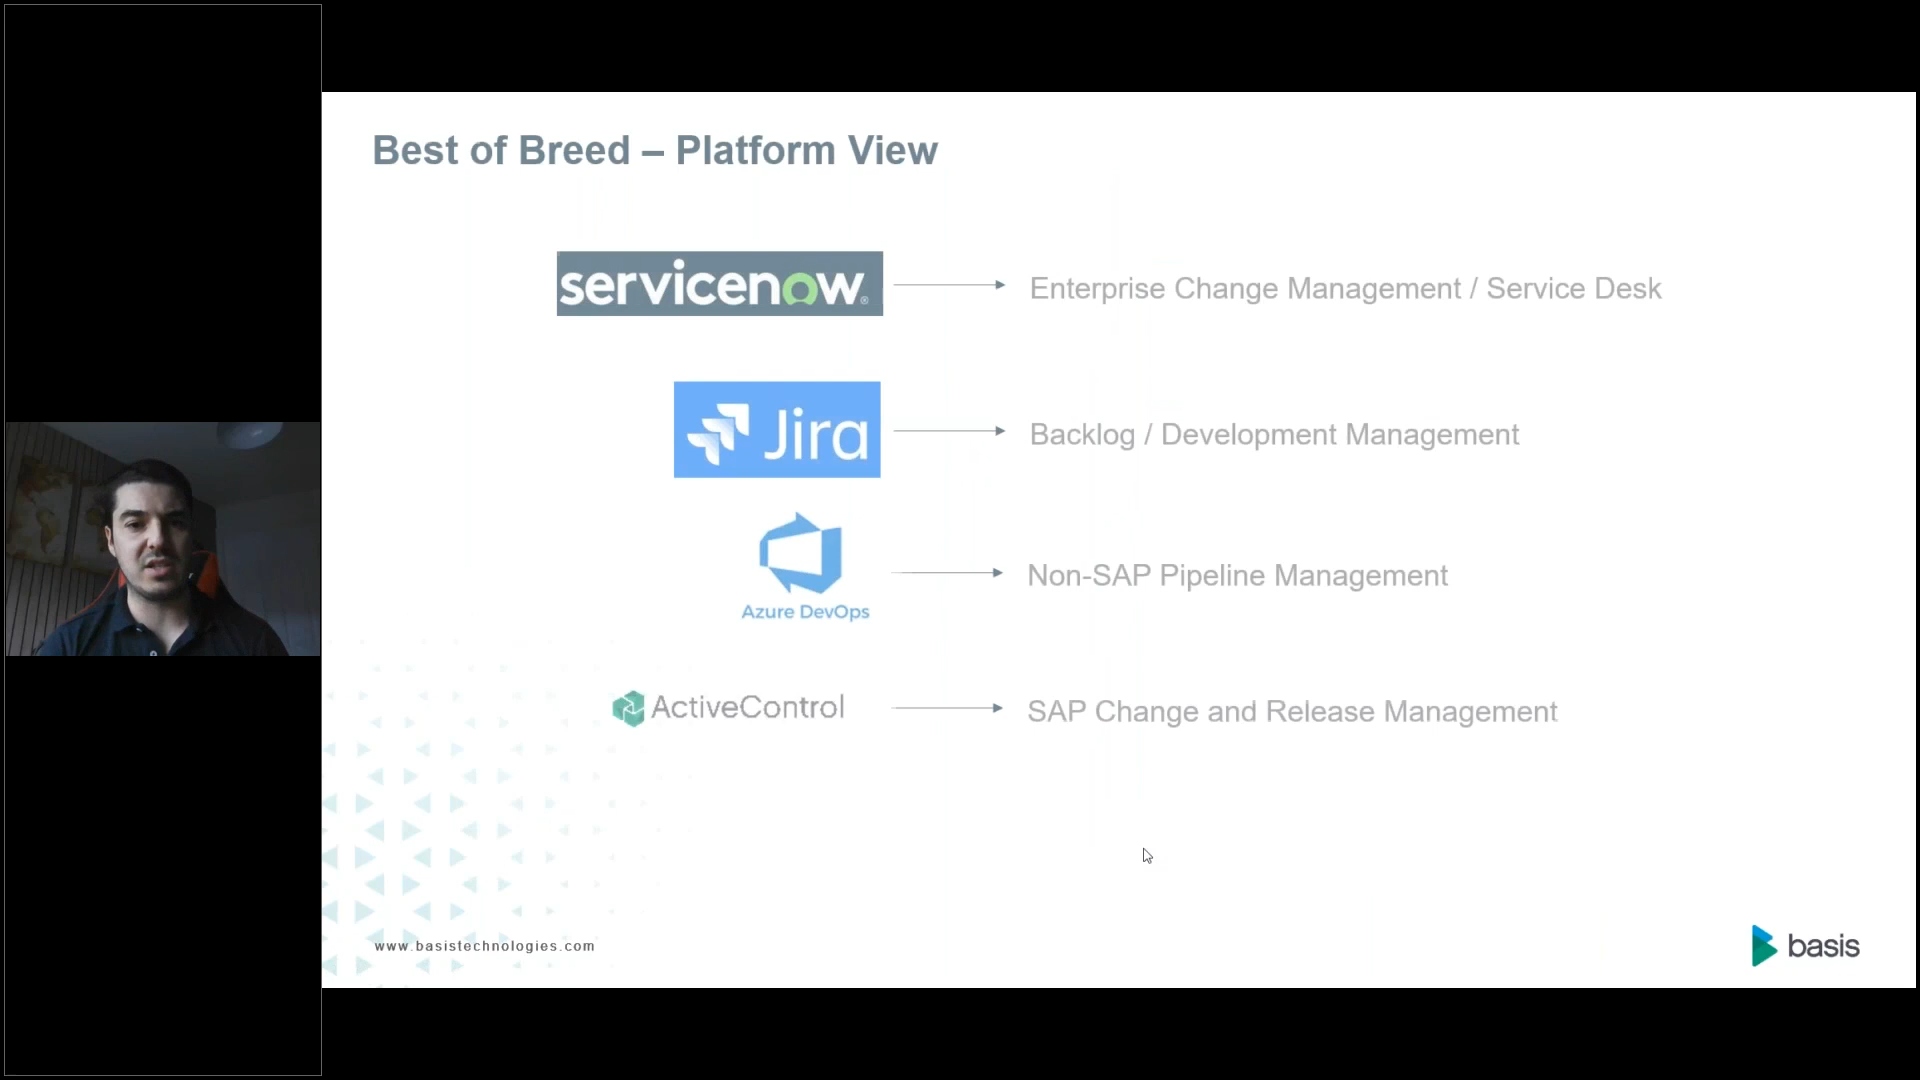 Best of Breed – Platform View
servicenow®
Enterprise Change Management / Service Desk
Jira
Backlog / Development Management
Azure DevOps
Non-SAP Pipeline Management
ActiveControl
SAP Change and Release Management
www.basistechnologies.com
basis